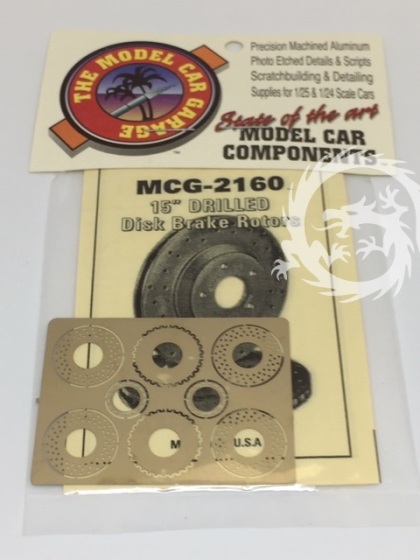 THE MODEL CAR GARAGE
Precision Machined Aluminum
Photo Etched Details & Scripts
Scratchbuilding & Detailing
Supplies for 1/25 & 1/24 Scale Cars
State of the art
MODEL CAR
COMPONENTS
MCG-2160
15" DRILLED
Disk Brake Rotors
M
U.S.A